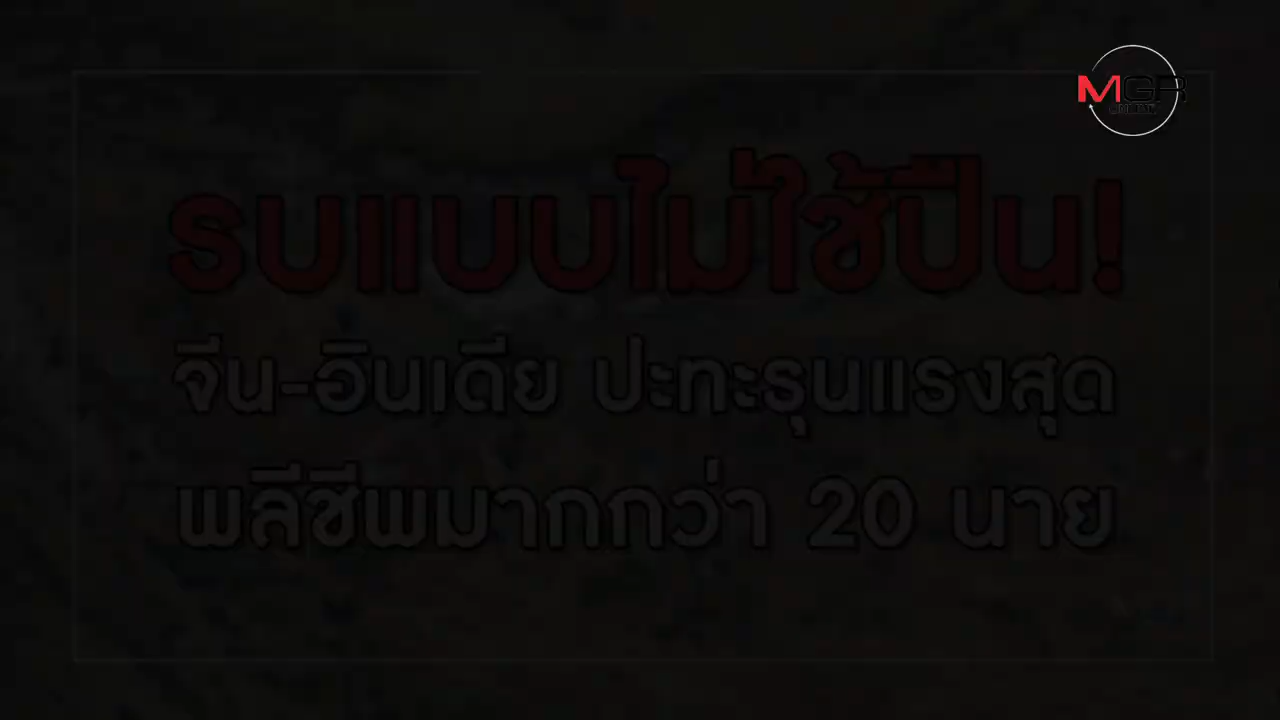 MGR
ONLINE
รบแบบไม่ใช้ปืน!
จีน-อินเดีย ปะทะรุนแรงสุด
พลีชีพมากกว่า 20 นาย